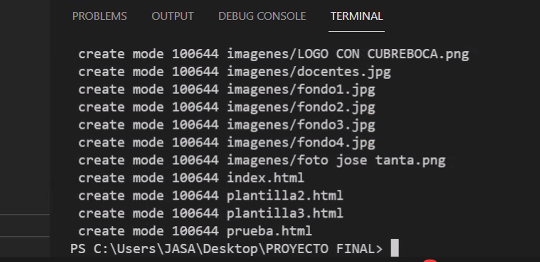 PROBLEMS OUTPUT DEBUG CONSOLE TERMINAL
create mode 100644 imagenes/LOGO CON CUBREBOCA.png
create mode 100644 imagenes/docentes.jpg
create mode 100644 imagenes/fondo1.jpg
create mode 100644 imagenes/fondo2.jpg
create mode 100644 imagenes/fondo3.jpg
create mode 100644 imagenes/fondo4.jpg
create mode 100644 imagenes/foto jose tanta.png
create mode 100644 index.html
create mode 100644 plantilla2.html
create mode 100644 plantilla3.html
create mode 100644 prueba.html
PS C:\Users\JASA\Desktop\PROYECTO FINAL>